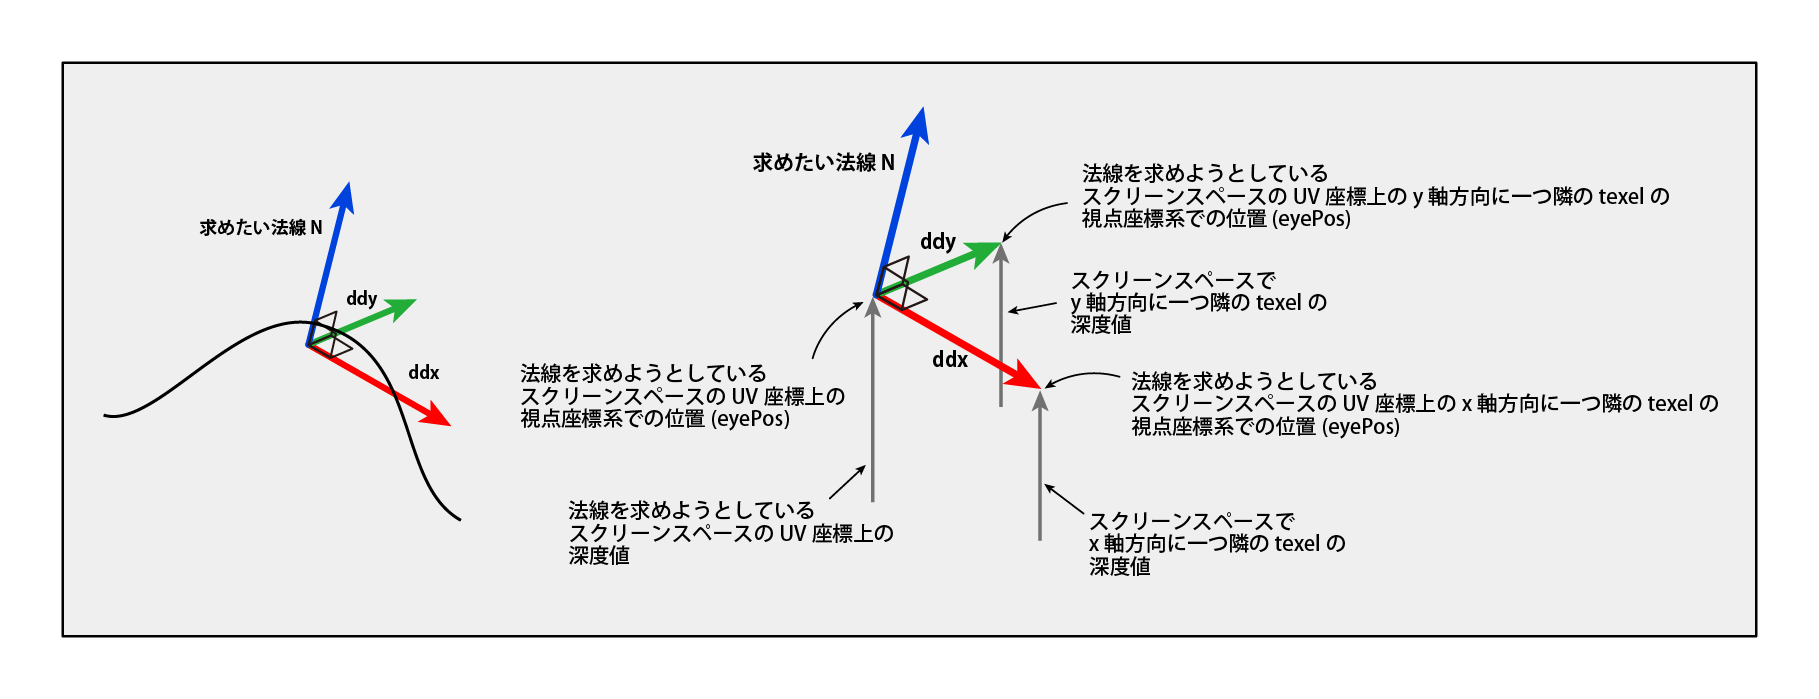 求めたい法線 N
ddy
ddx
求めたい法線 N
ddy
ddx
法線を求めようとしている
スクリーンスペースの UV 座標上の y 軸方向に一つ隣の texel の
視点座標系での位置 (eyePos)
スクリーンスペースで
y 軸方向に一つ隣の texel の
深度値
法線を求めようとしている
スクリーンスペースの UV 座標上の
視点座標系での位置 (eyePos)
法線を求めようとしている
スクリーンスペースの UV 座標上の x 軸方向に一つ隣の texel の
視点座標系での位置 (eyePos)
法線を求めようとしている
スクリーンスペースの UV 座標上の
深度値
スクリーンスペースで
x 軸方向に一つ隣の texel の
深度値